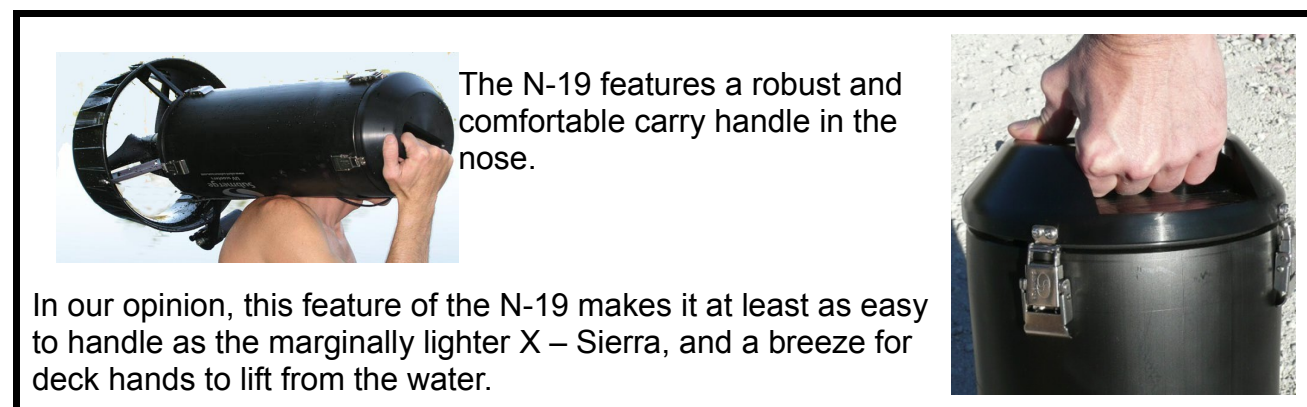 The N-19 features a robust and
comfortable carry handle in the
nose.
In our opinion, this feature of the N-19 makes it at least as easy
to handle as the marginally lighter X – Sierra, and a breeze for
deck hands to lift from the water.